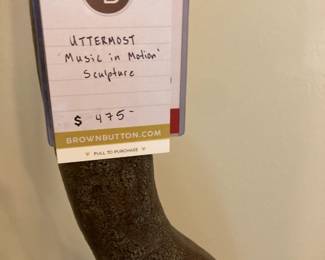 UTTERMOST
"Music in Motion"
Sculpture
$ 475-
BROWNBUTTON.COM
PULL TO PURCHASE